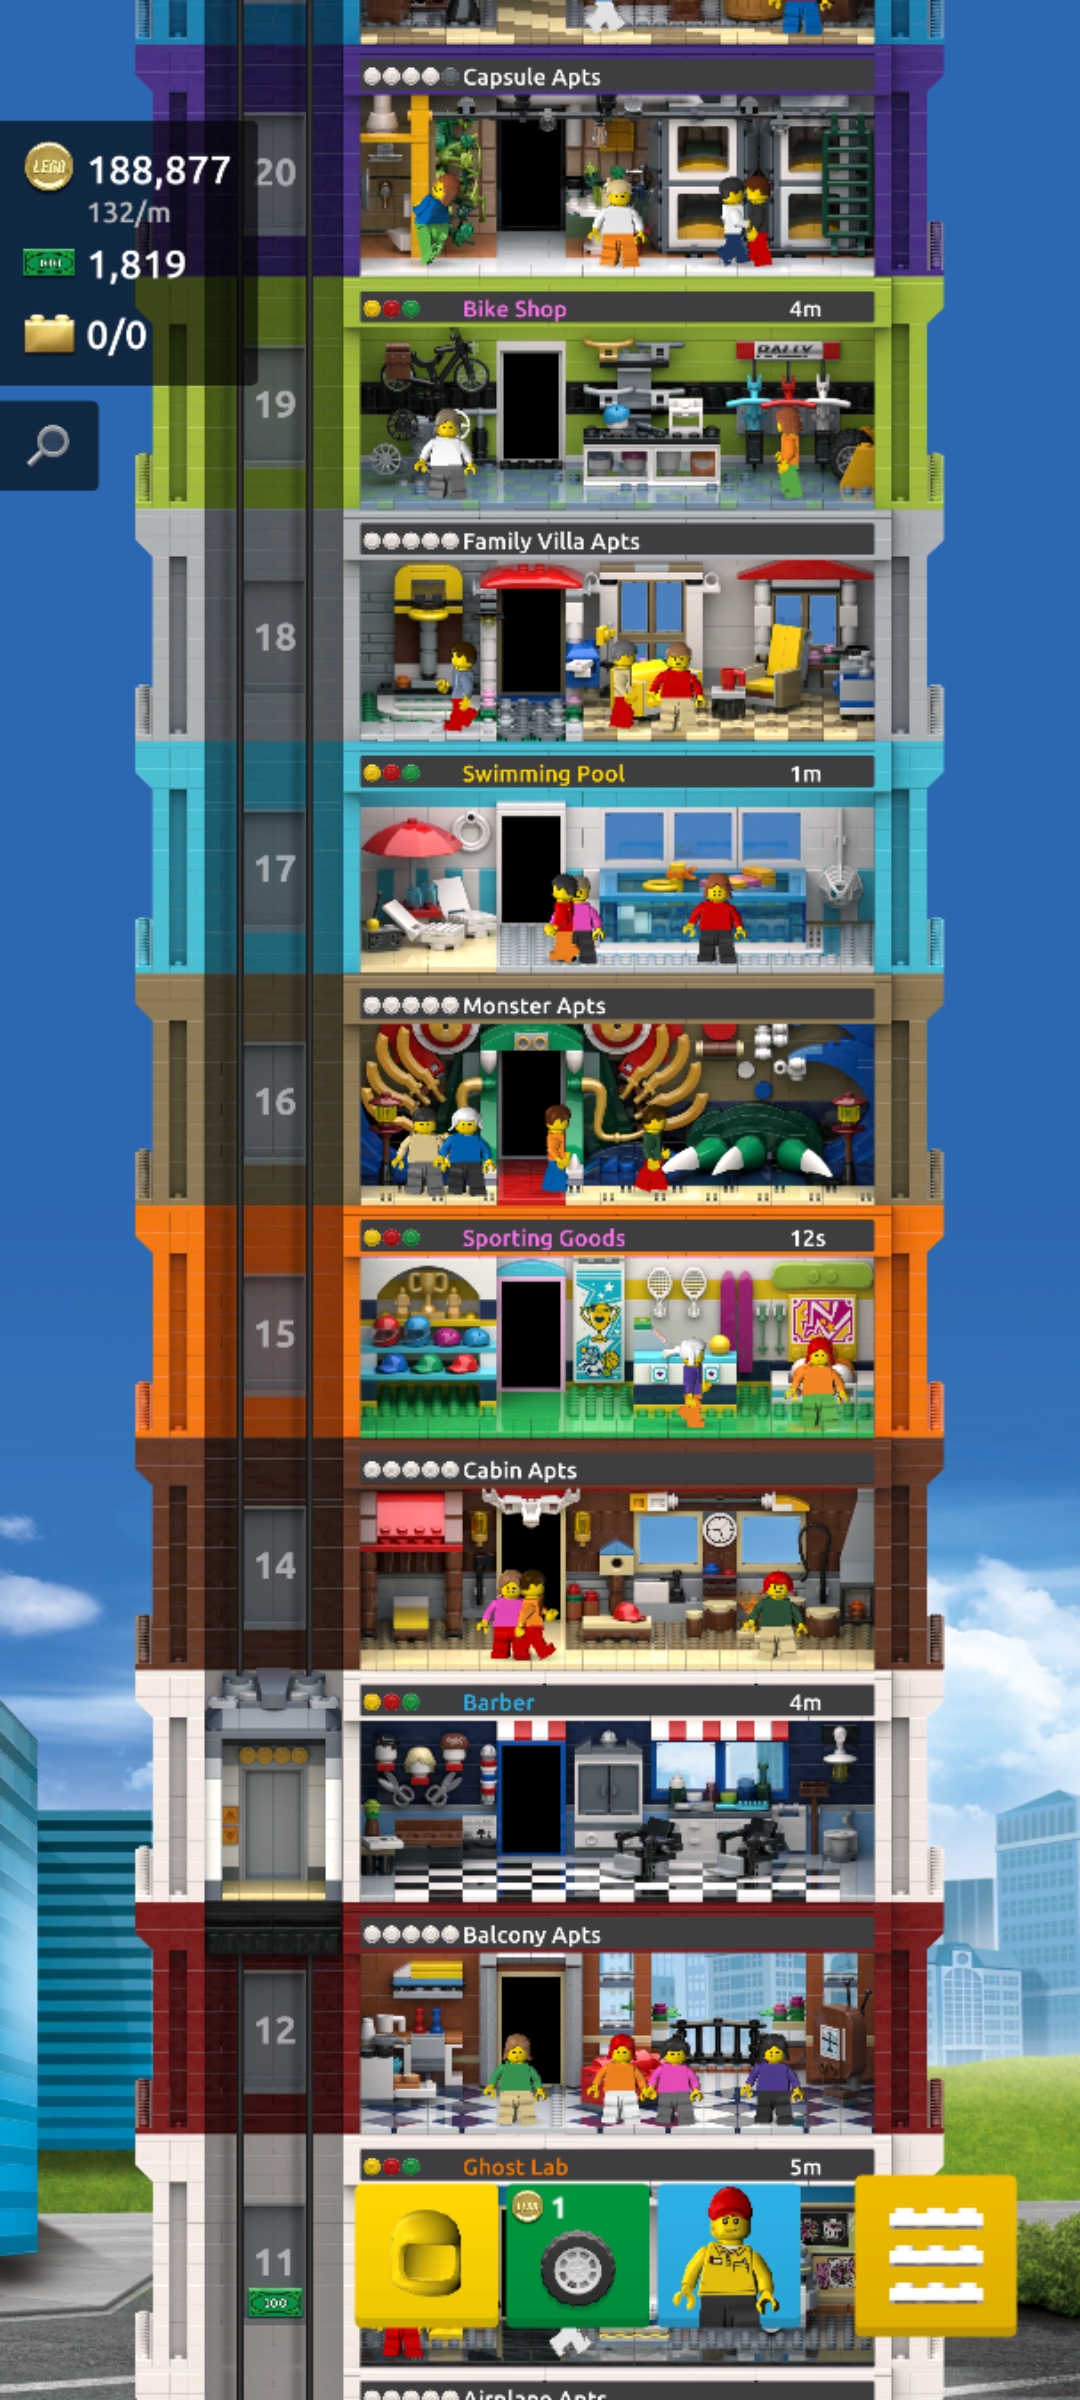 Capsule Apts
LEGO 188,877
20
132/m
1,819
0/0
Bike Shop 4m
RALLY
19
Family Villa Apts
18
Swimming Pool 1m
17
Monster Apts
16
Sporting Goods 12s
15
Cabin Apts
14
Barber 4m
Balcony Apts
12
Ghost Lab 5m
1
11
100
Airplane Apts